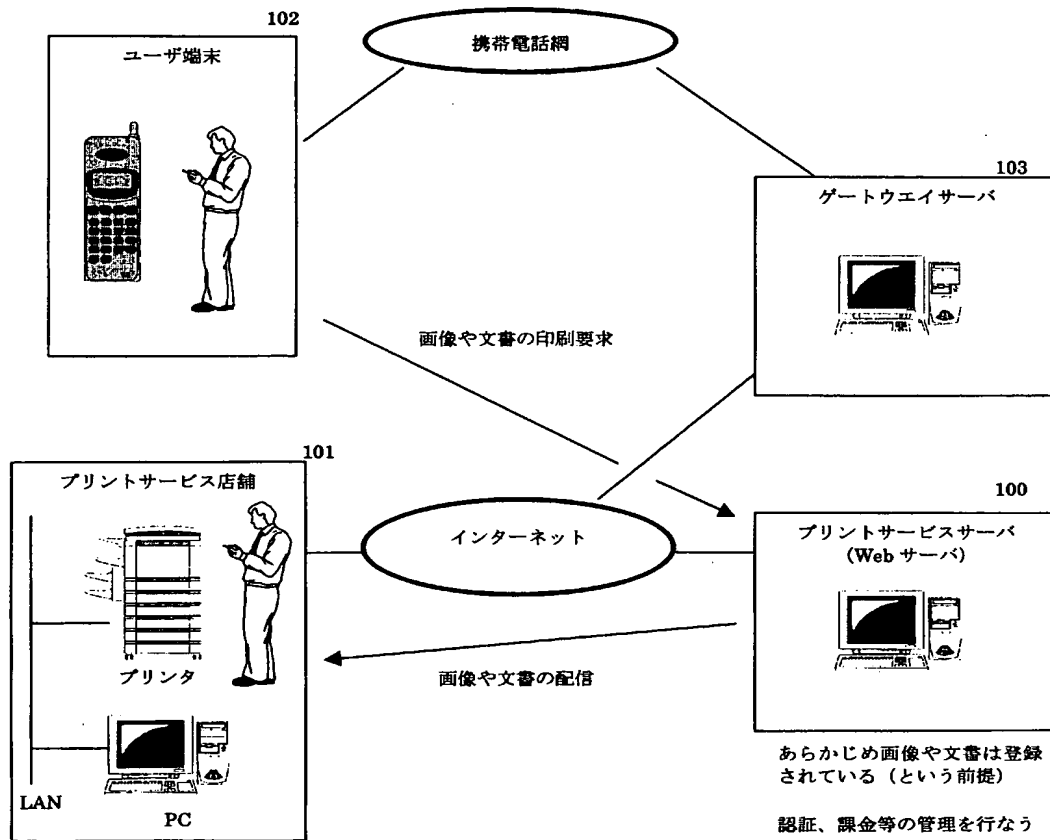 102
ユーザ端末
携帯電話網
103
ゲートウエイサーバ
画像や文書の印刷要求
101
プリントサービス店舗
インターネット
100
プリントサービスサーバ
(Web サーバ)
プリンタ
画像や文書の配信
LAN
PC
あらかじめ画像や文書は登録
されている（という前提）
認証、課金等の管理を行なう